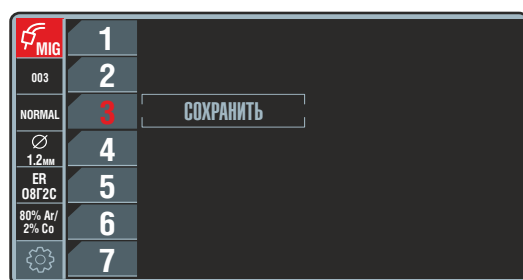 MIG
003
NORMAL
Ø
1.2мм
ER
08Г2С
80% Ar/
2% Co
1
2
3
4
5
6
7
СОХРАНИТЬ